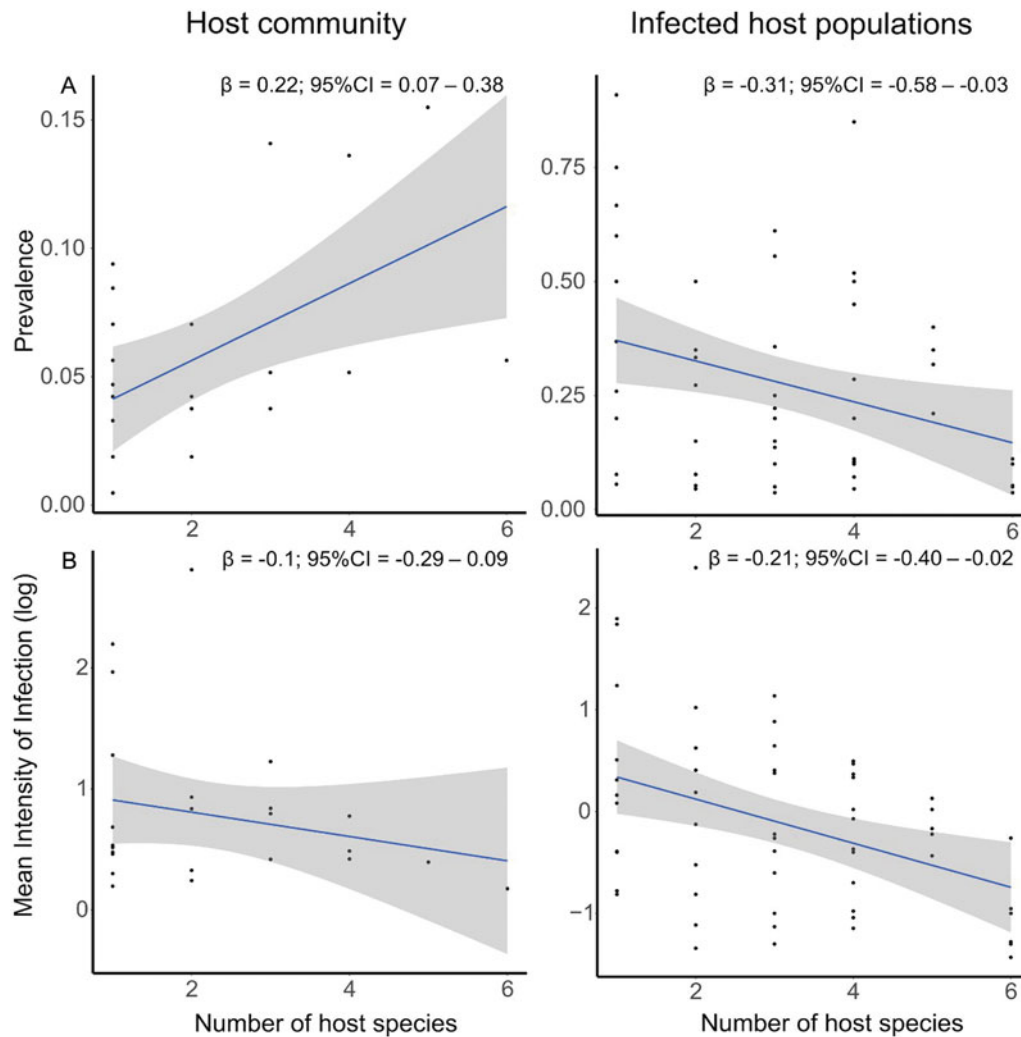 Host community
Infected host populations
A
β = 0.22; 95%CI = 0.07 – 0.38
β = -0.31; 95%CI = -0.58 – -0.03
Prevalence
0.15
0.10
0.05
0.00
2
4
6
0.75
0.50
0.25
0.00
2
4
6
B
β = -0.1; 95%CI = -0.29 – 0.09
β = -0.21; 95%CI = -0.40 – -0.02
Mean Intensity of Infection (log)
2
1
0
2
4
6
2
1
0
−1
2
4
6
Number of host species
Number of host species